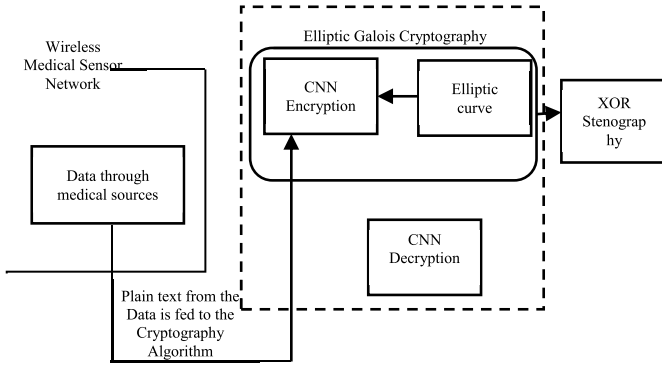 Wireless
Medical Sensor
Network
Elliptic Galois Cryptography
CNN
Encryption
Elliptic
curve
XOR
Stenograp
hy
Data through
medical sources
CNN
Decryption
Plain text from the
Data is fed to the
Cryptography
Algorithm